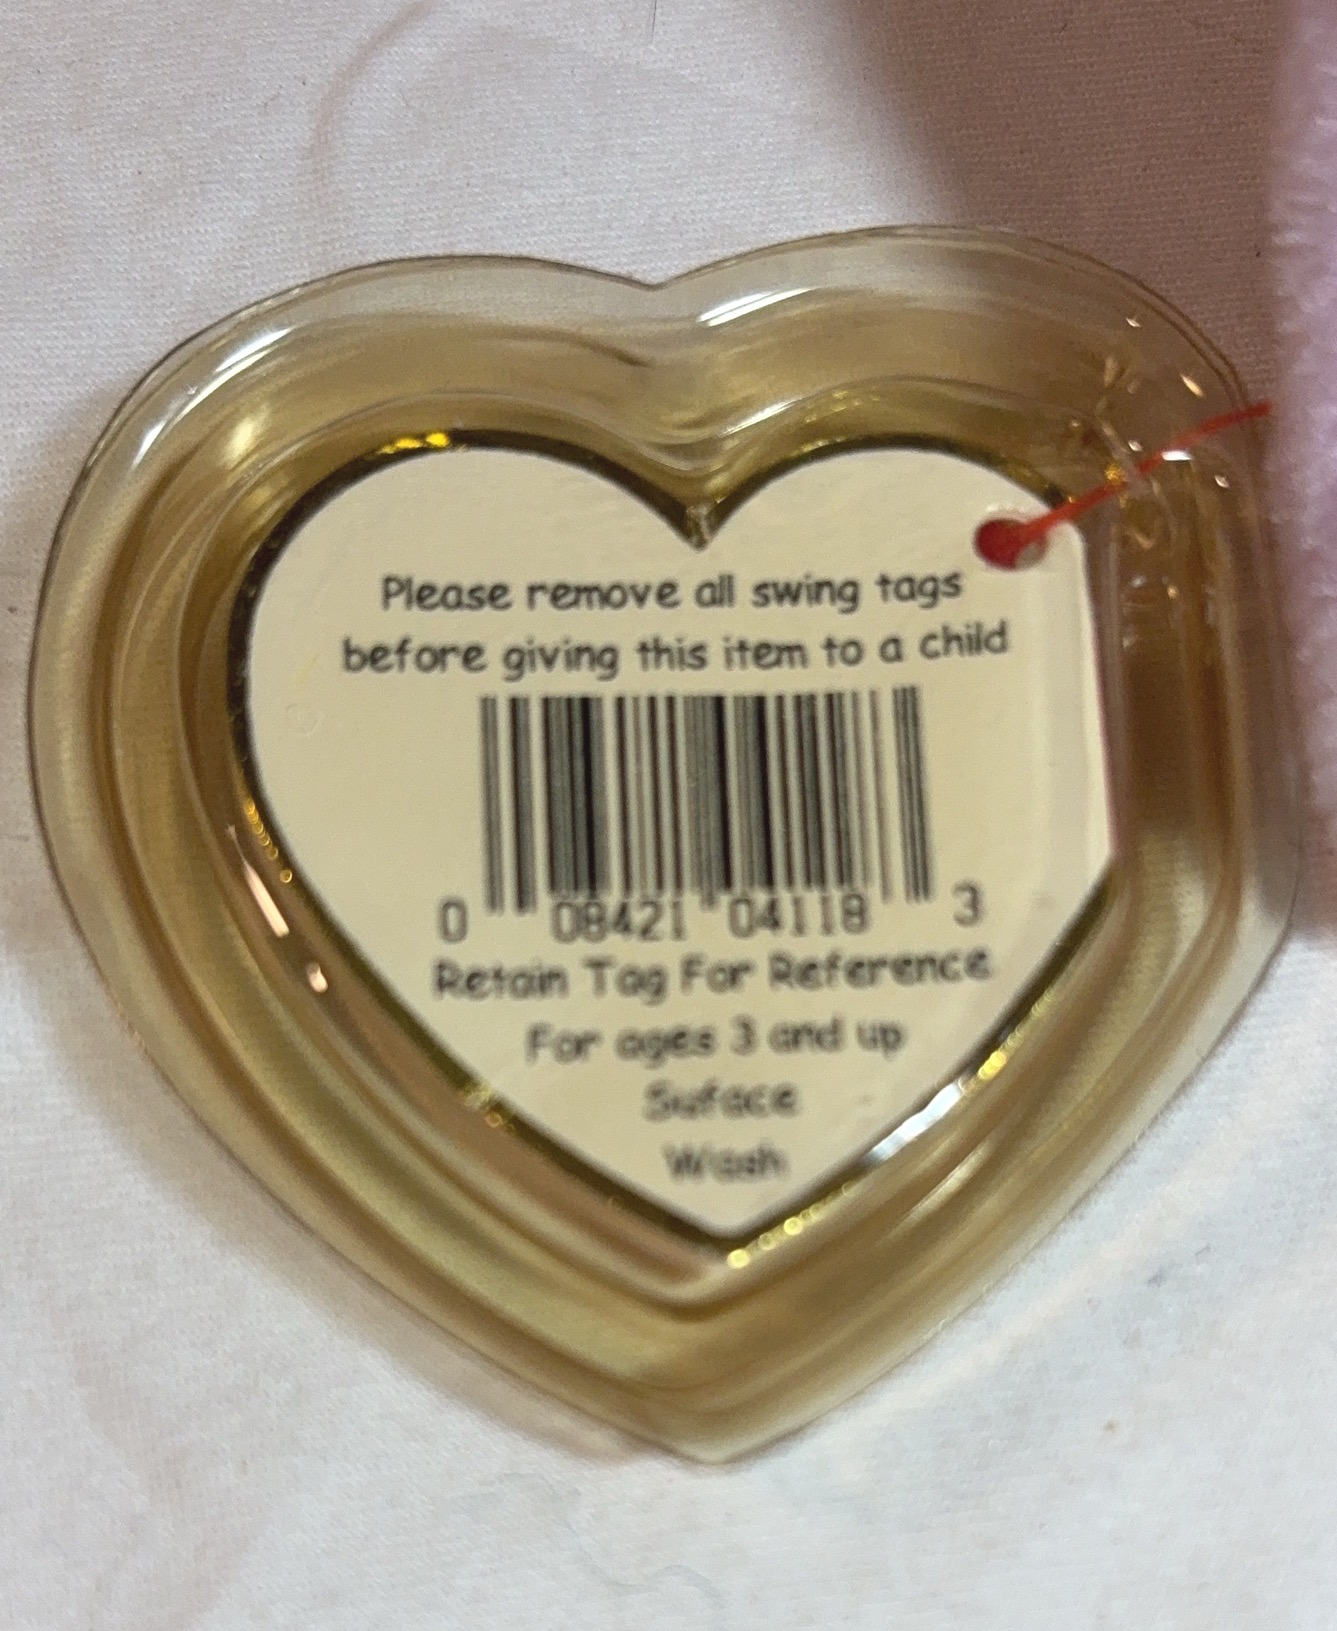 Please remove all swing tags
before giving this item to a child
0 08421 04118 3
Retain Tag For Reference
For ages 3 and up
Suface
Wash